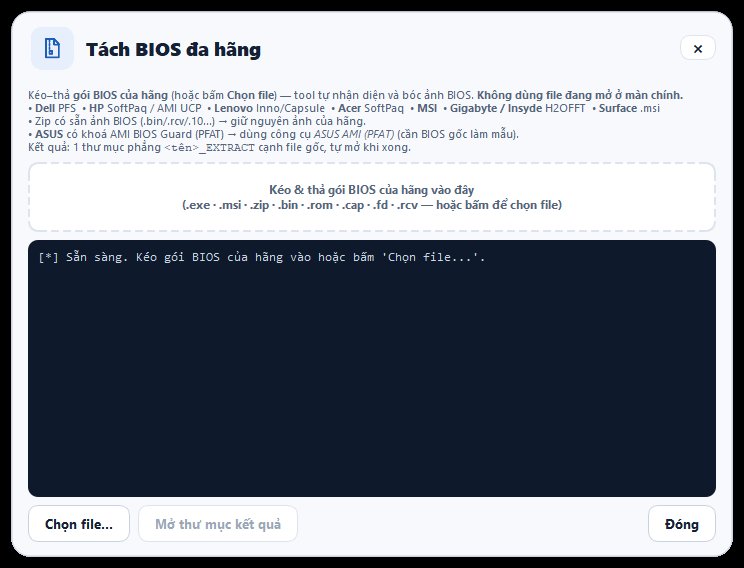 Tách BIOS đa hãng
×
Kéo–thả gói BIOS của hãng (hoặc bấm Chọn file) — tool tự nhận diện và bóc ảnh BIOS. Không dùng file đang mở ở màn chính.
• Dell PFS • HP SoftPaq / AMI UCP • Lenovo Inno/Capsule • Acer SoftPaq • MSI • Gigabyte / Insyde H2OFFT • Surface .msi
• Zip có sẵn ảnh BIOS (.bin/.rcv/.10...) → giữ nguyên ảnh của hãng.
• ASUS có khoá AMI BIOS Guard (PFAT) → dùng công cụ ASUS AMI (PFAT) (cần BIOS gốc làm mẫu).
Kết quả: 1 thư mục phẳng <tên>_EXTRACT cạnh file gốc, tự mở khi xong.
Kéo & thả gói BIOS của hãng vào đây
(.exe · .msi · .zip · .bin · .rom · .cap · .fd · .rcv — hoặc bấm để chọn file)
[*] Sẵn sàng. Kéo gói BIOS của hãng vào hoặc bấm 'Chọn file...'.
Chọn file...
Mở thư mục kết quả
Đóng